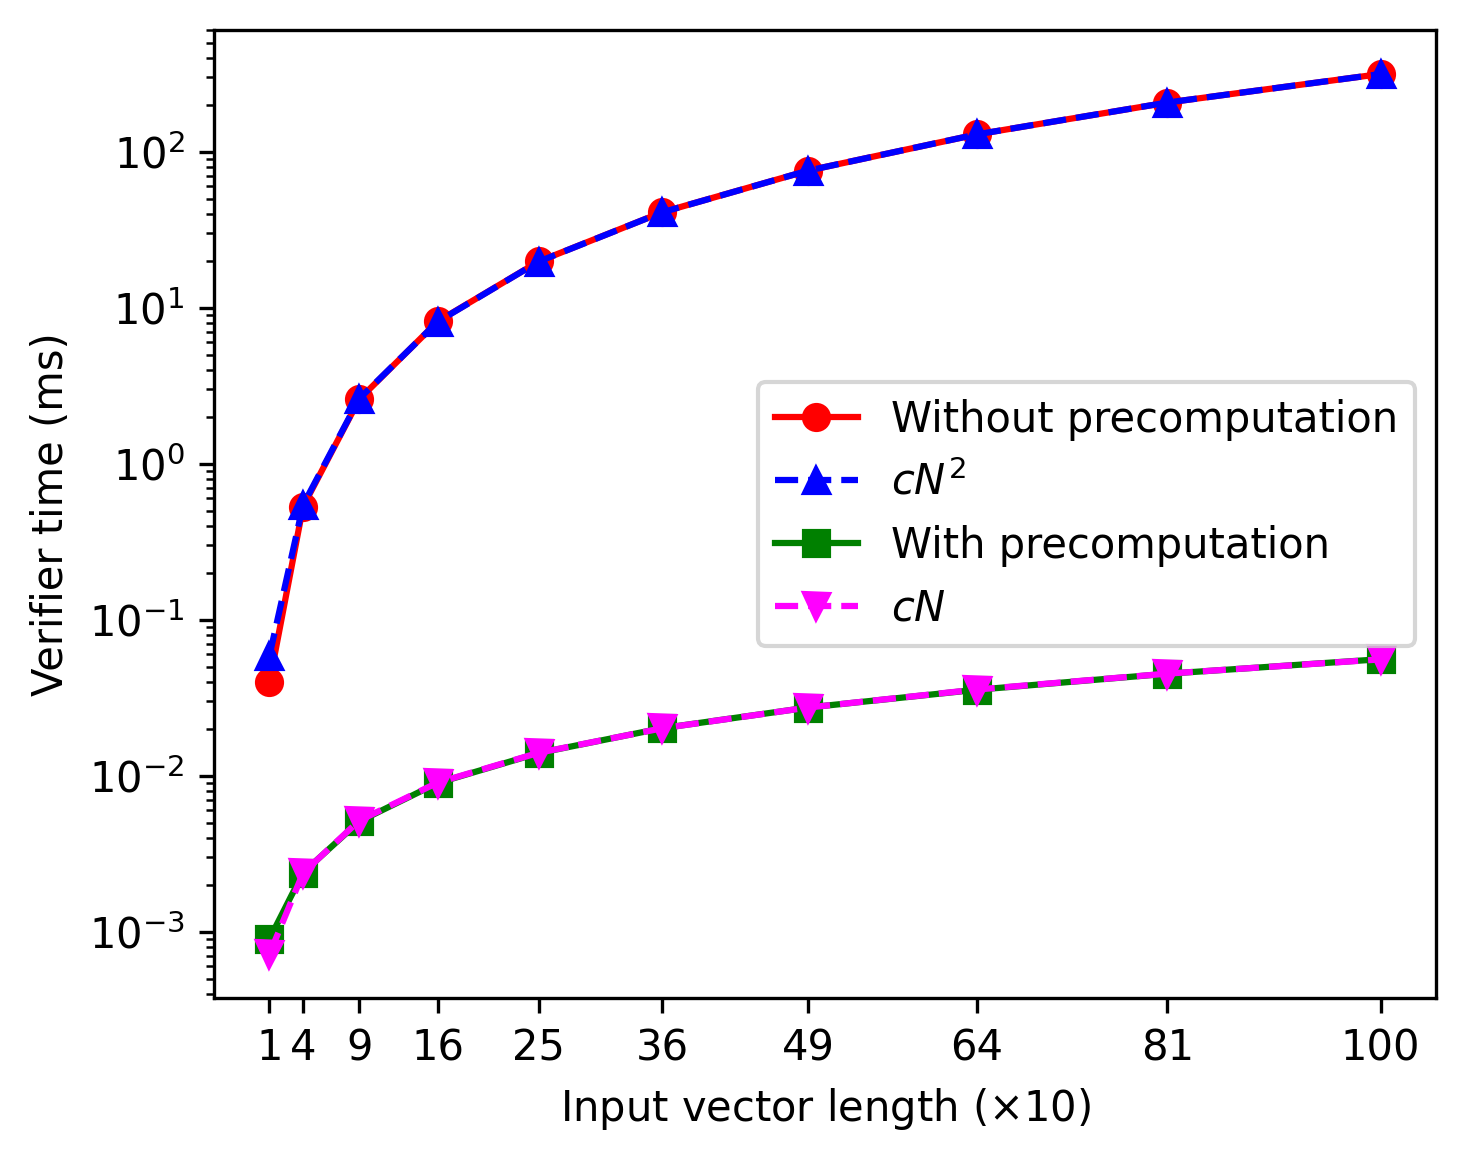 Verifier time (ms)
10²
10¹
10⁰
10⁻¹
10⁻²
10⁻³
Without precomputation
cN²
With precomputation
cN
1 4 9 16 25 36 49 64 81 100
Input vector length (×10)